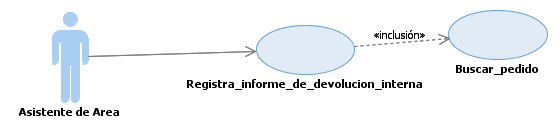 «inclusión»
Buscar_pedido
Registra_informe_de_devolucion_interna
Asistente de Area